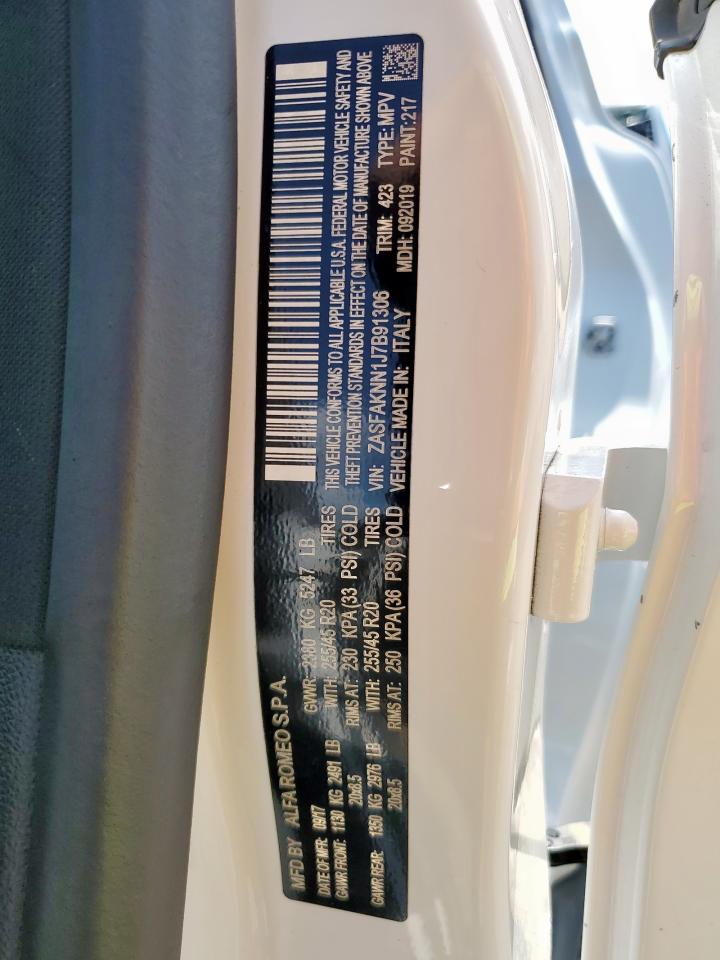 MFD BY ALFA ROMEO S.P.A.
DATE OF MFR: 09/17 GVWR: 2380 KG 5247 LB
GAWR FRONT: 1130 KG 2491 LB WITH: 255/45 R20 TIRES
20x8.5 RIMS AT: 230 KPA (33 PSI) COLD
GAWR REAR: 1350 KG 2976 LB WITH: 255/45 R20 TIRES
20x8.5 RIMS AT: 250 KPA (36 PSI) COLD
THIS VEHICLE CONFORMS TO ALL APPLICABLE U.S.A. FEDERAL MOTOR VEHICLE SAFETY AND
THEFT PREVENTION STANDARDS IN EFFECT ON THE DATE OF MANUFACTURE SHOWN ABOVE
VIN: ZASFAKNN1J7B91306 TRIM: 423 TYPE: MPV
VEHICLE MADE IN: ITALY MDH: 092019 PAINT: 217